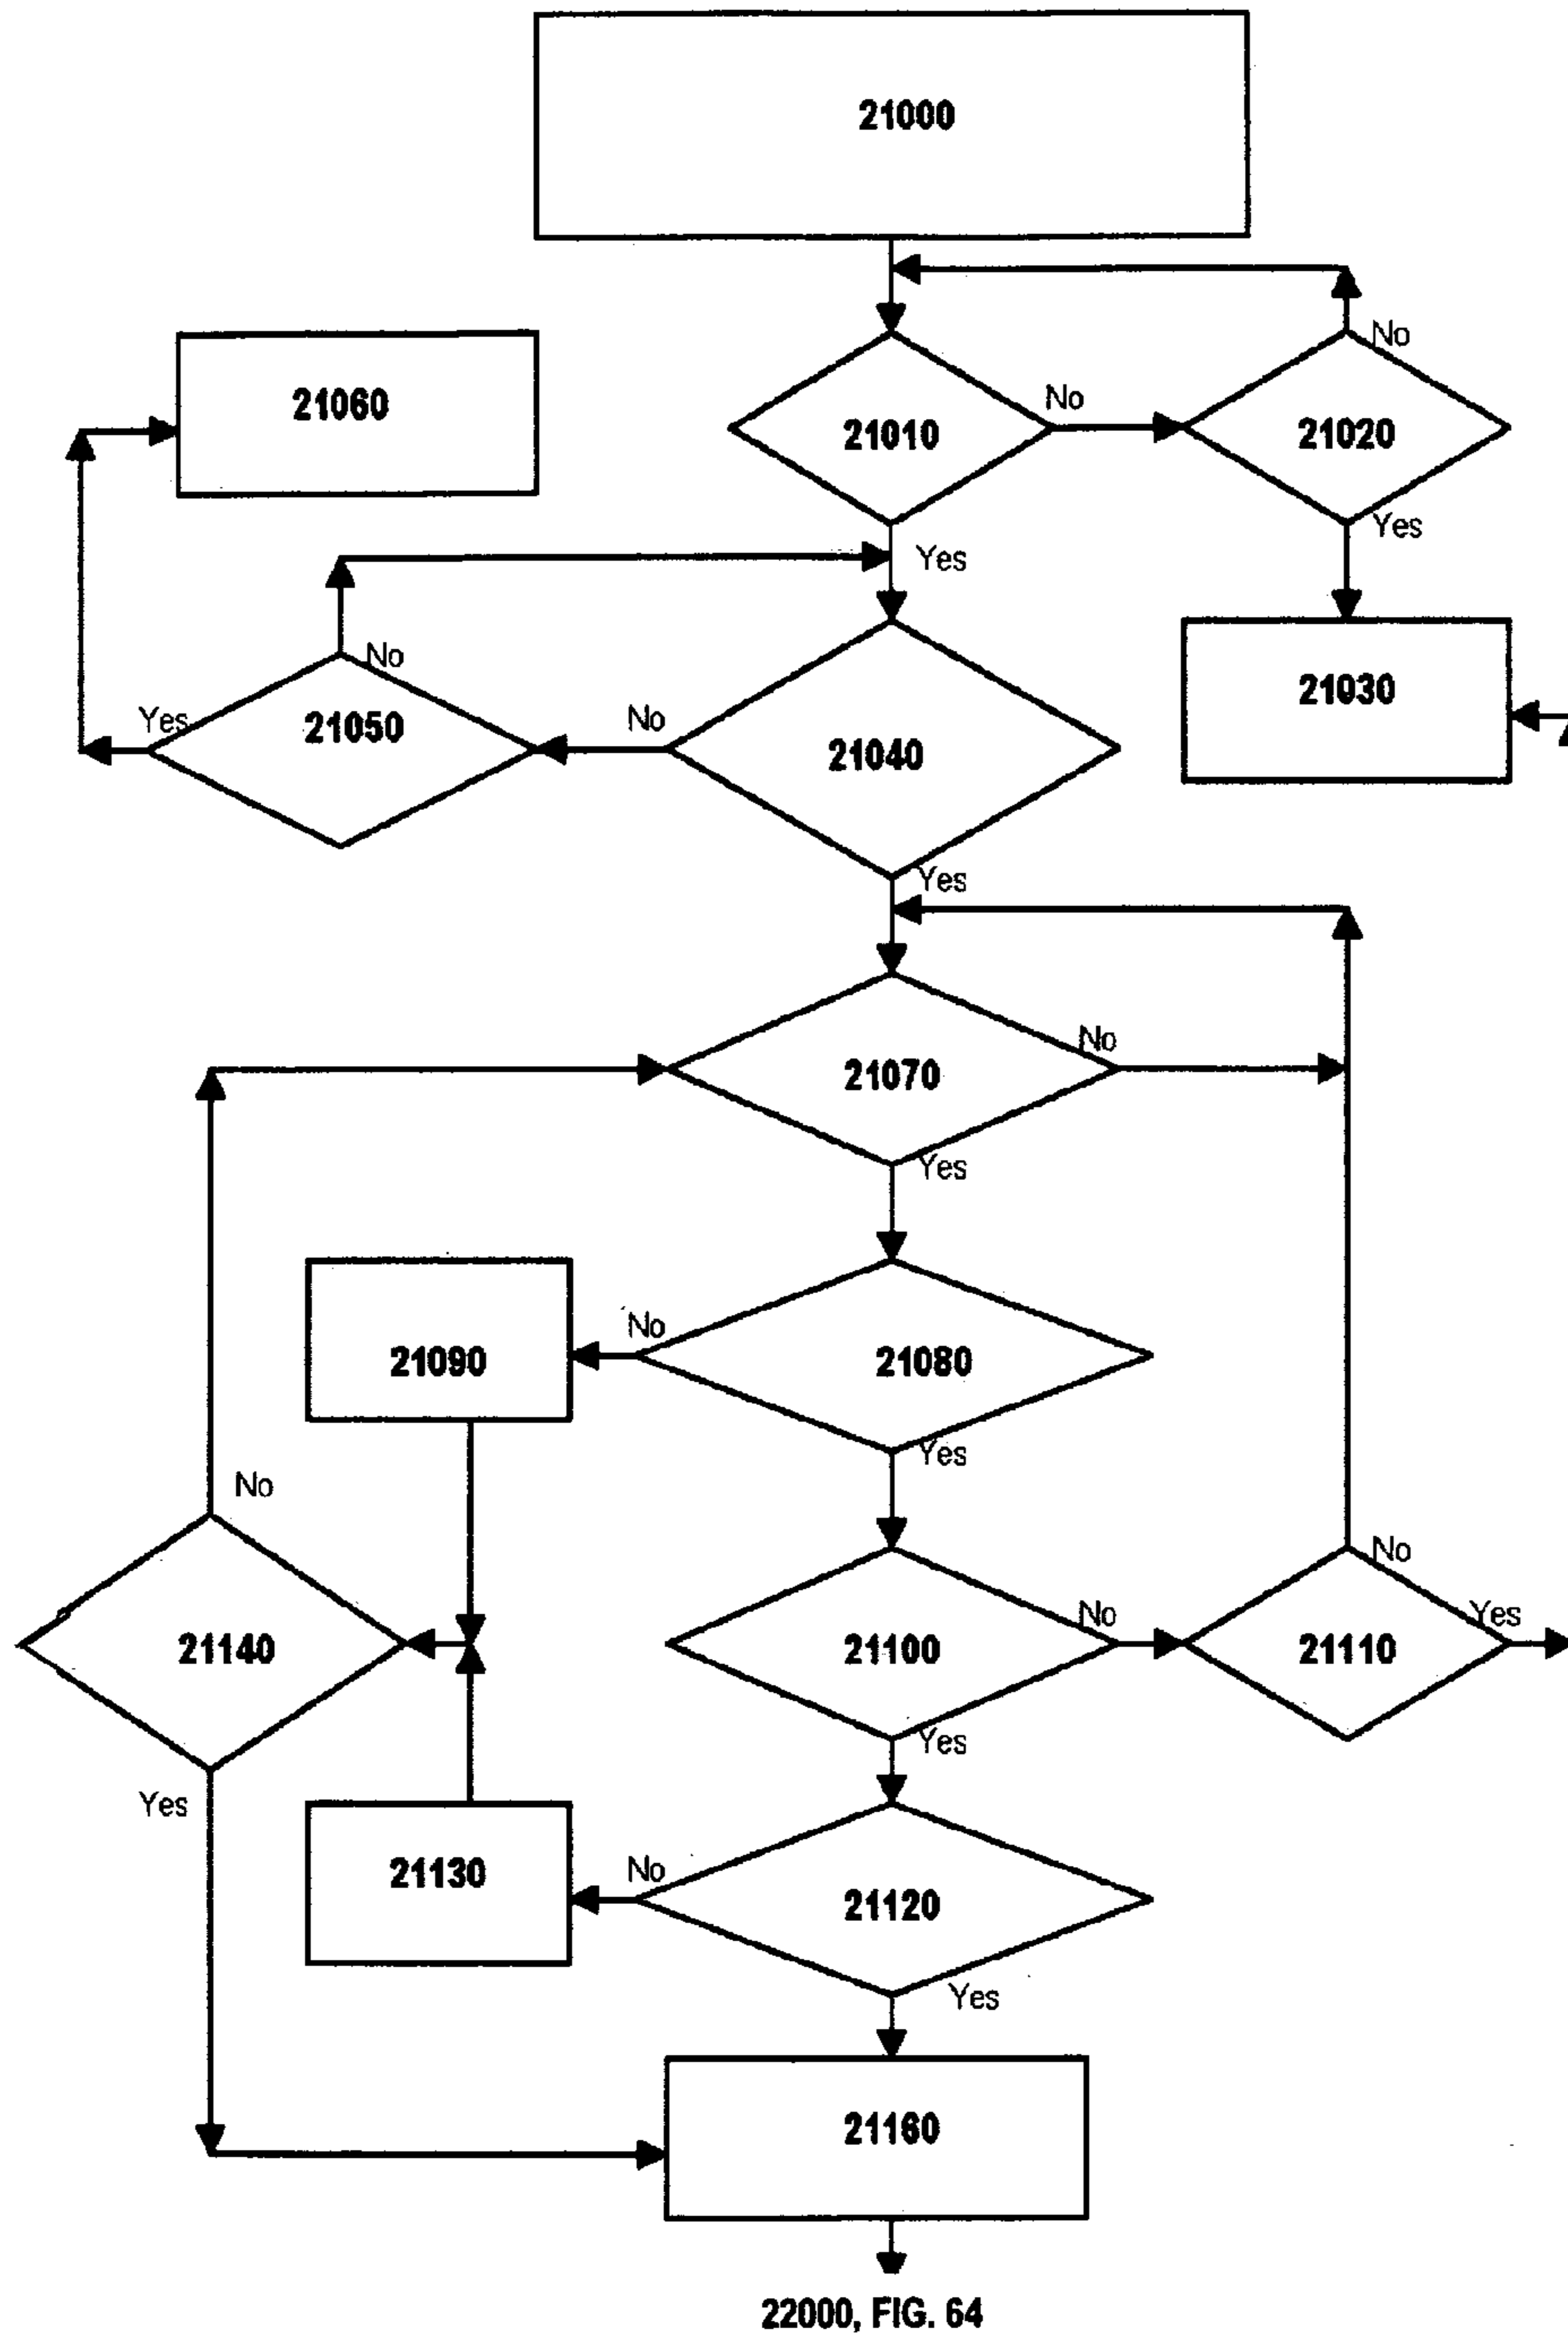 21000
No
21060
No
21010
21020
Yes
Yes
21030
No
Yes
21050
No
21040
Yes
No
21070
Yes
No
21090
21080
Yes
No
No
Yes
No
21140
21100
21110
Yes
Yes
No
21130
21120
Yes
21160
22000, FIG. 64